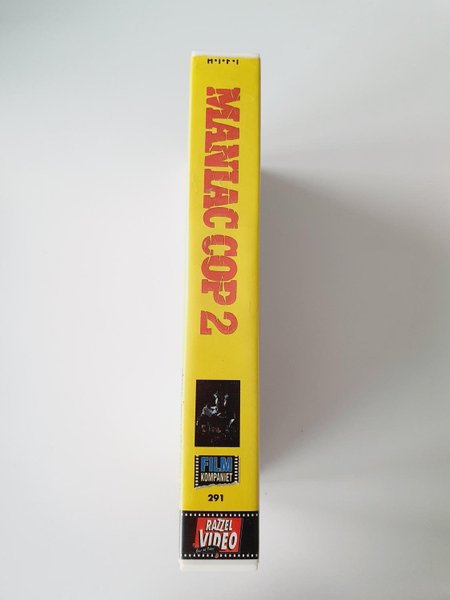 MANIAC COP 2
FILM
KOMPANIET
291
RAZZEL
VIDEO